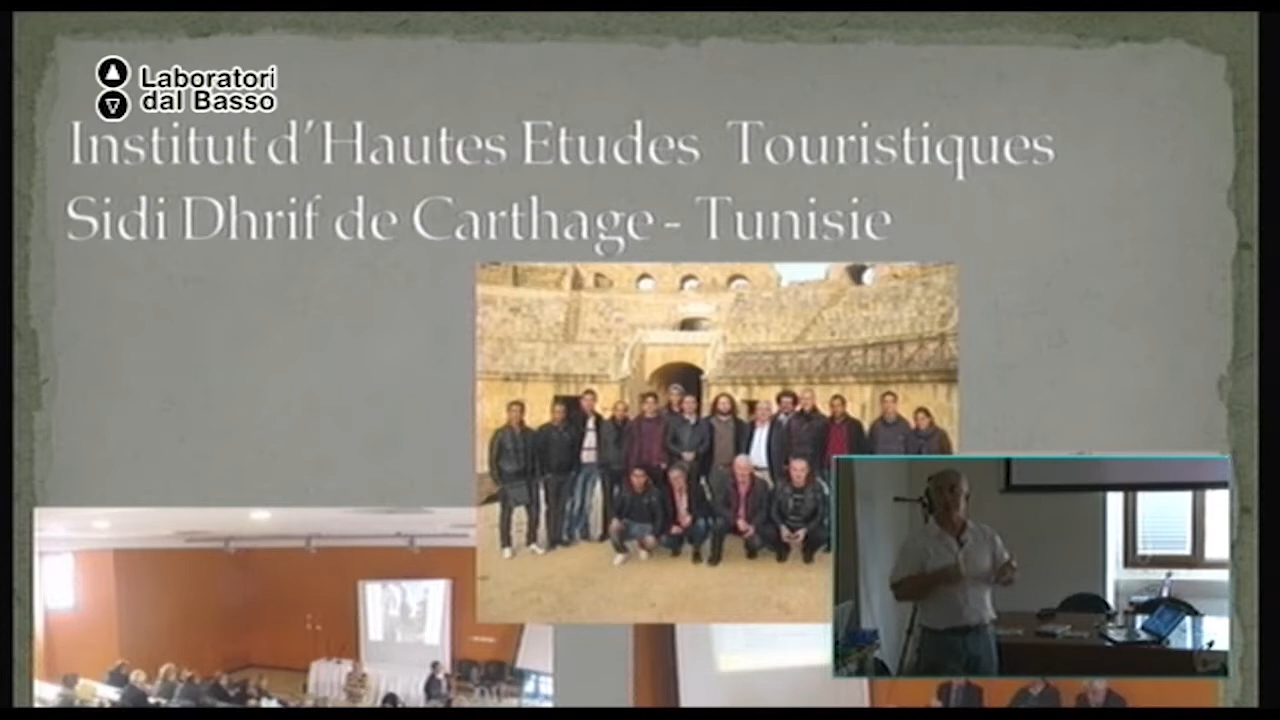 Laboratori
dal Basso
Institut d'Hautes Etudes Touristiques
Sidi Dhrif de Carthage - Tunisie